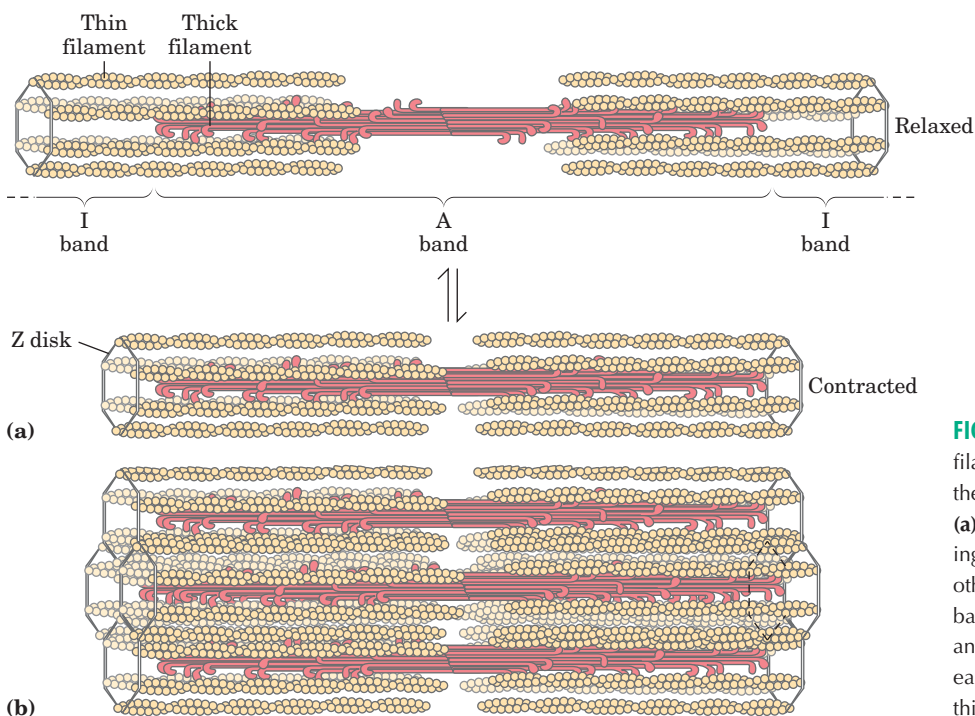 Thin
filament
Thick
filament
Relaxed
I
band
A
band
I
band
Z disk
Contracted
(a)
(b)
FIG
fila
the
(a)
ing
oth
ba
an
ea
thi